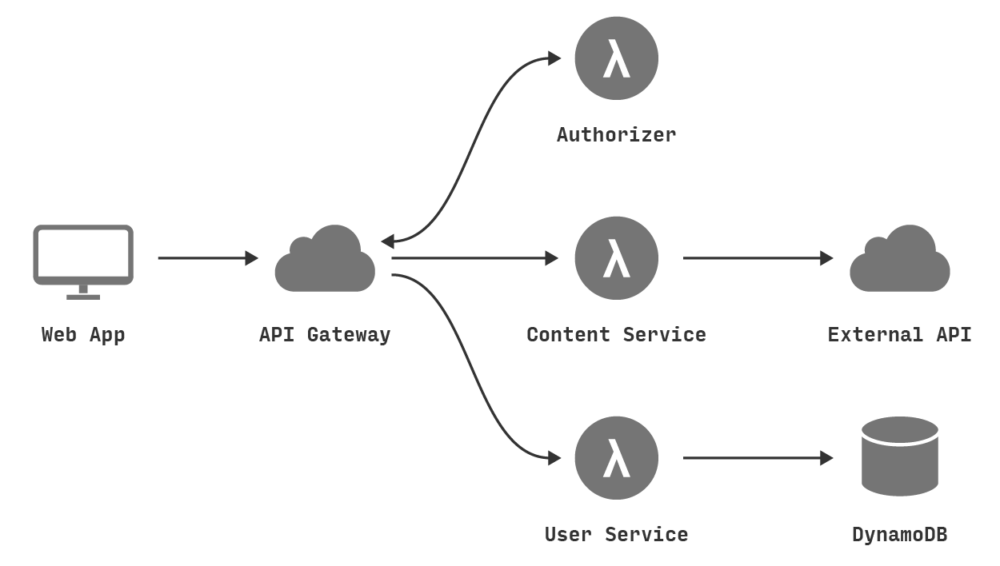 λ
Authorizer
Web App
API Gateway
λ
Content Service
External API
λ
User Service
DynamoDB